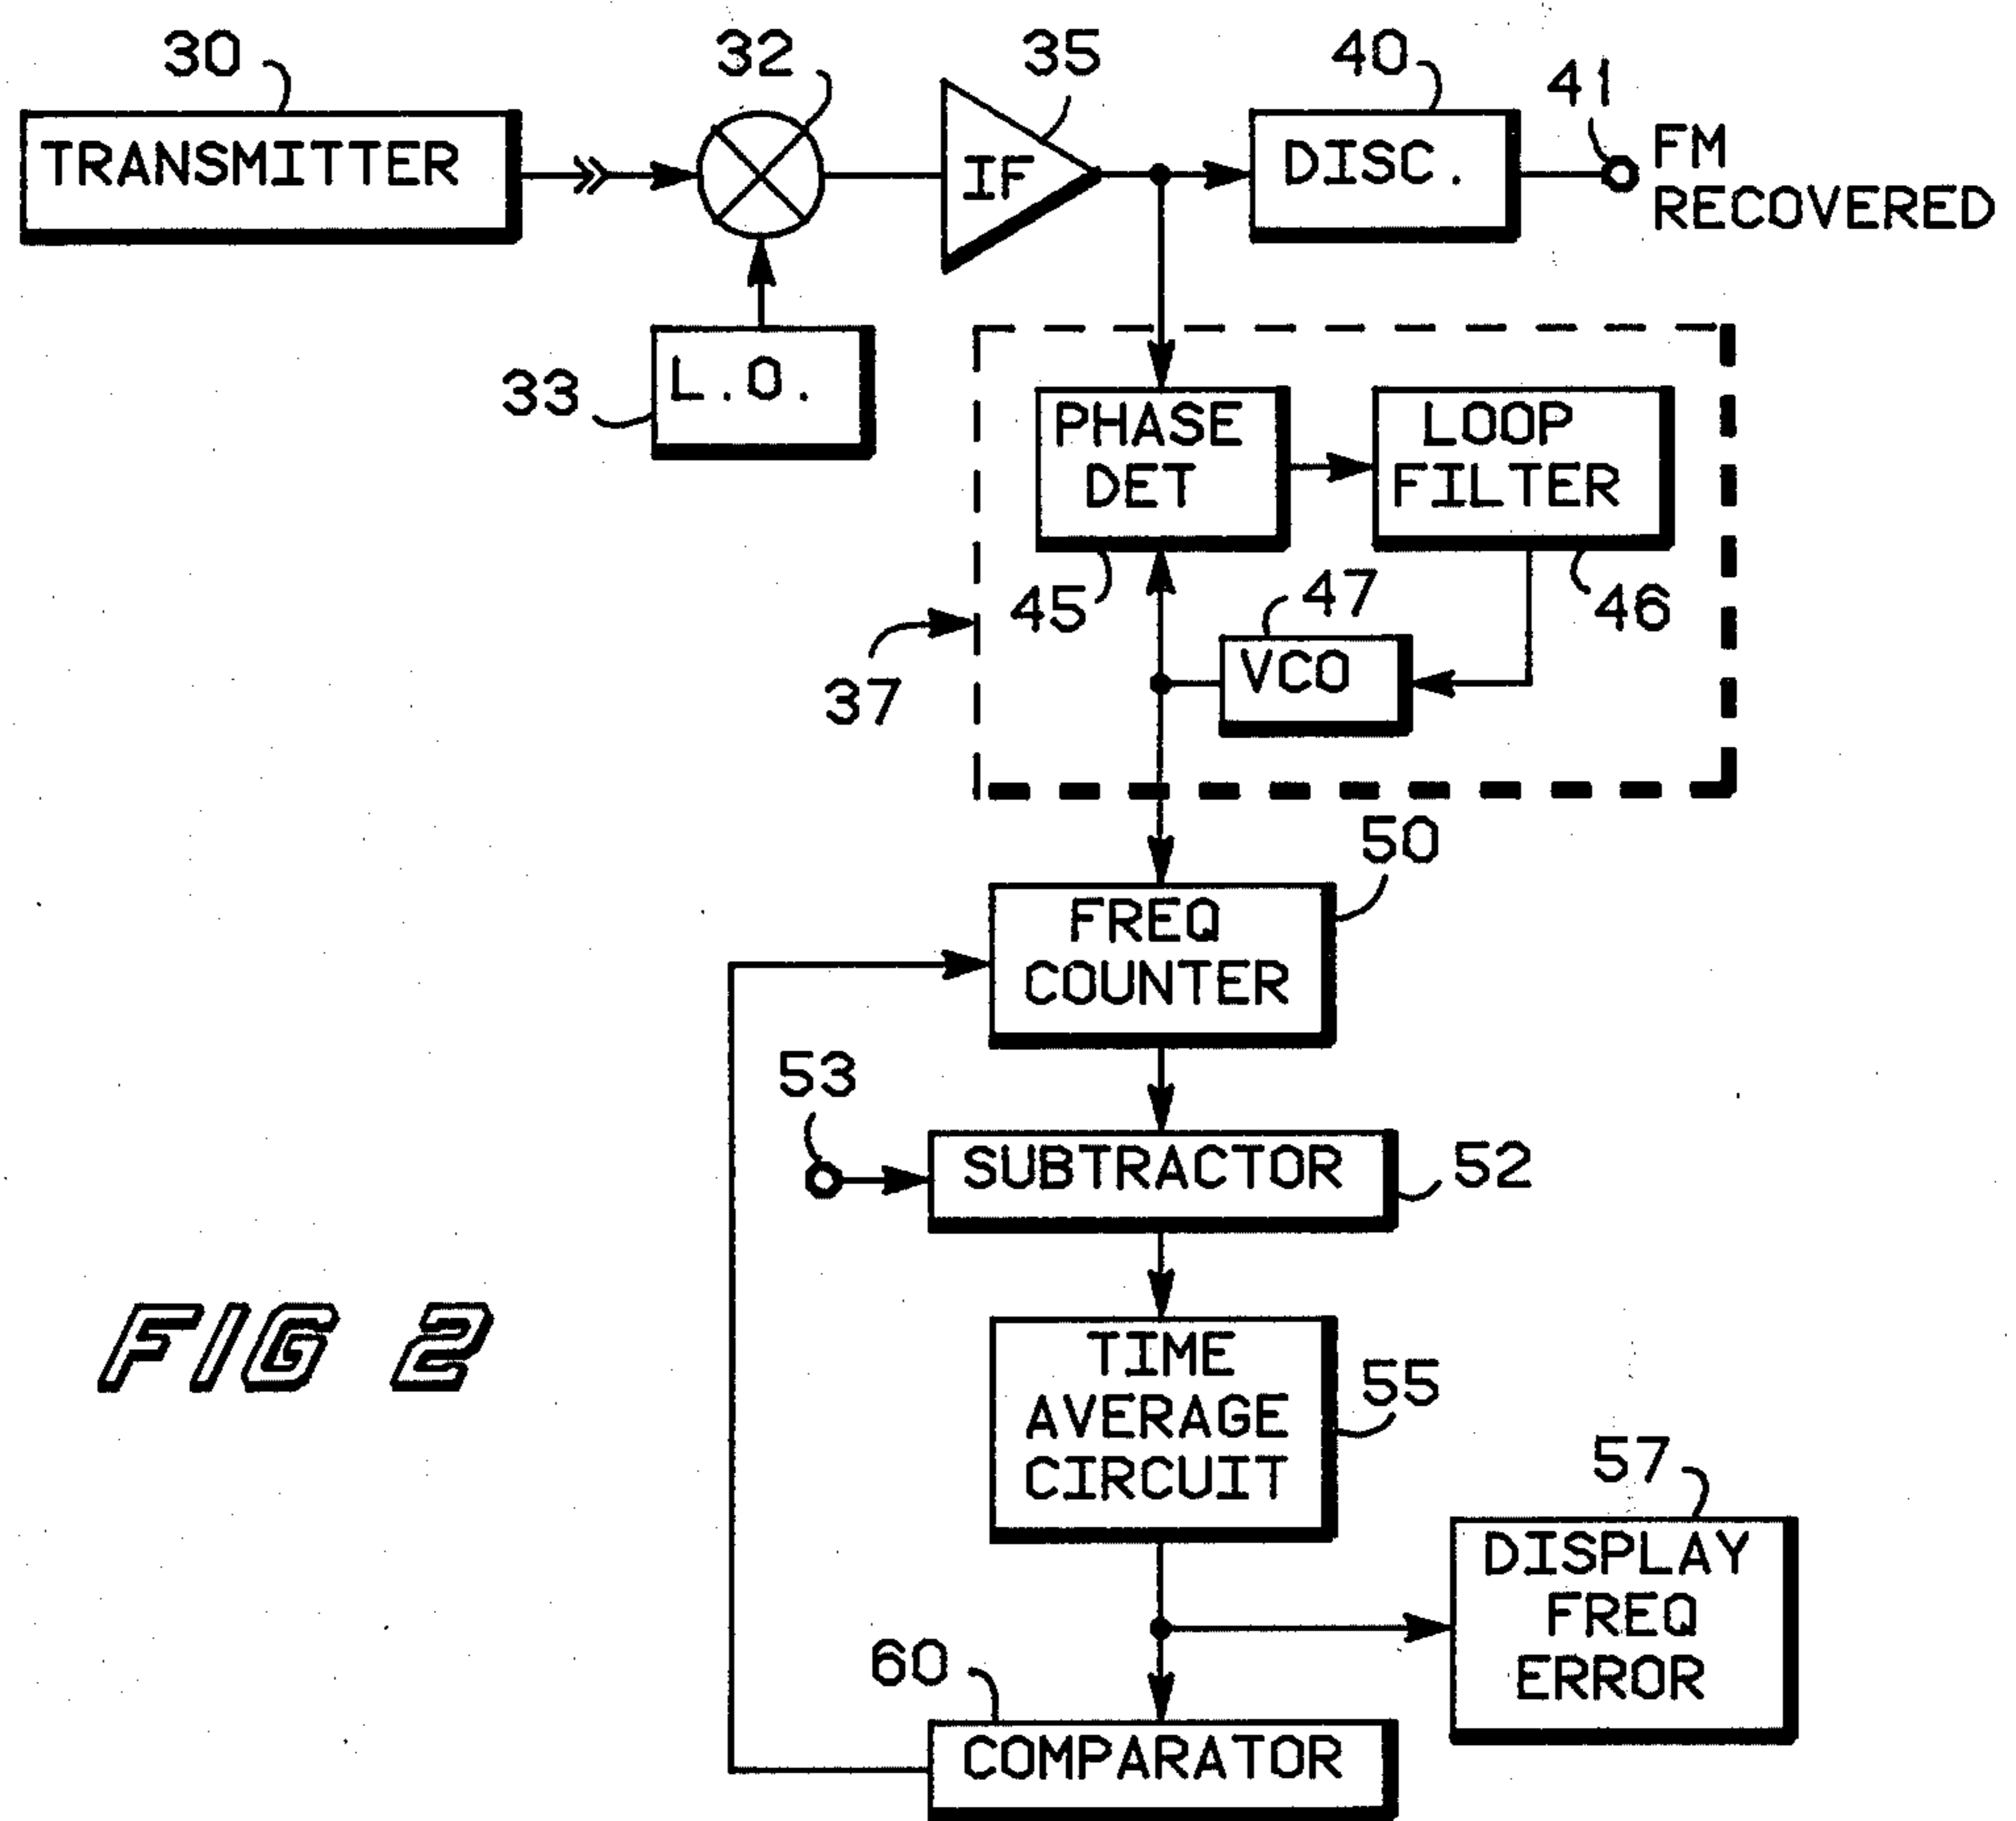 30
32
35
40
41
TRANSMITTER
IF
DISC.
FM
RECOVERED
33
L.O.
PHASE
DET
LOOP
FILTER
45
47
46
VCO
37
50
FREQ
COUNTER
53
SUBTRACTOR
52
FIG 2
TIME
AVERAGE
CIRCUIT
55
57
DISPLAY
FREQ
ERROR
60
COMPARATOR